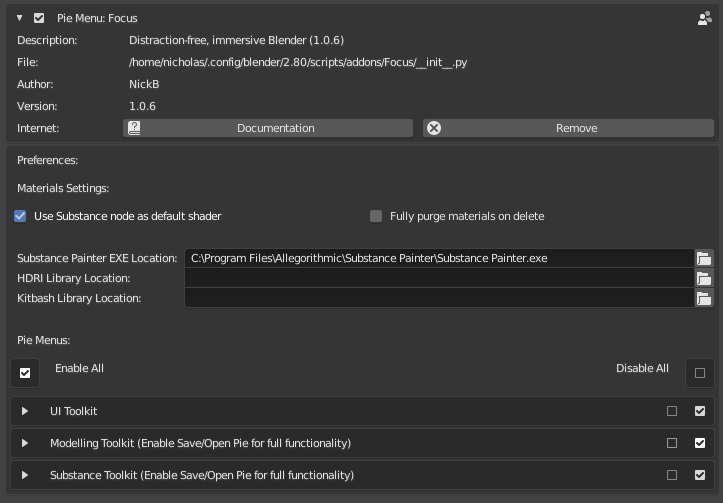 Pie Menu: Focus
Description: Distraction-free, immersive Blender (1.0.6)
File: /home/nicholas/.config/blender/2.80/scripts/addons/Focus/__init__.py
Author: NickB
Version: 1.0.6
Internet: Documentation Remove
Preferences:
Materials Settings:
Use Substance node as default shader Fully purge materials on delete
Substance Painter EXE Location: C:\Program Files\Allegorithmic\Substance Painter\Substance Painter.exe
HDRI Library Location:
Kitbash Library Location:
Pie Menus:
Enable All Disable All
UI Toolkit
Modelling Toolkit (Enable Save/Open Pie for full functionality)
Substance Toolkit (Enable Save/Open Pie for full functionality)